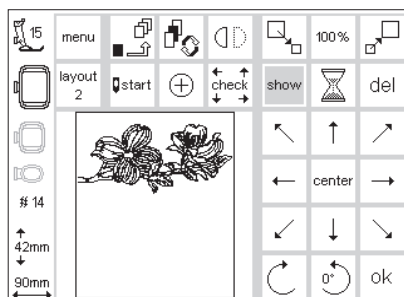 15
menu
100%
layout
2
start
check
show
del
# 14
42mm
90mm
center
0°
ok